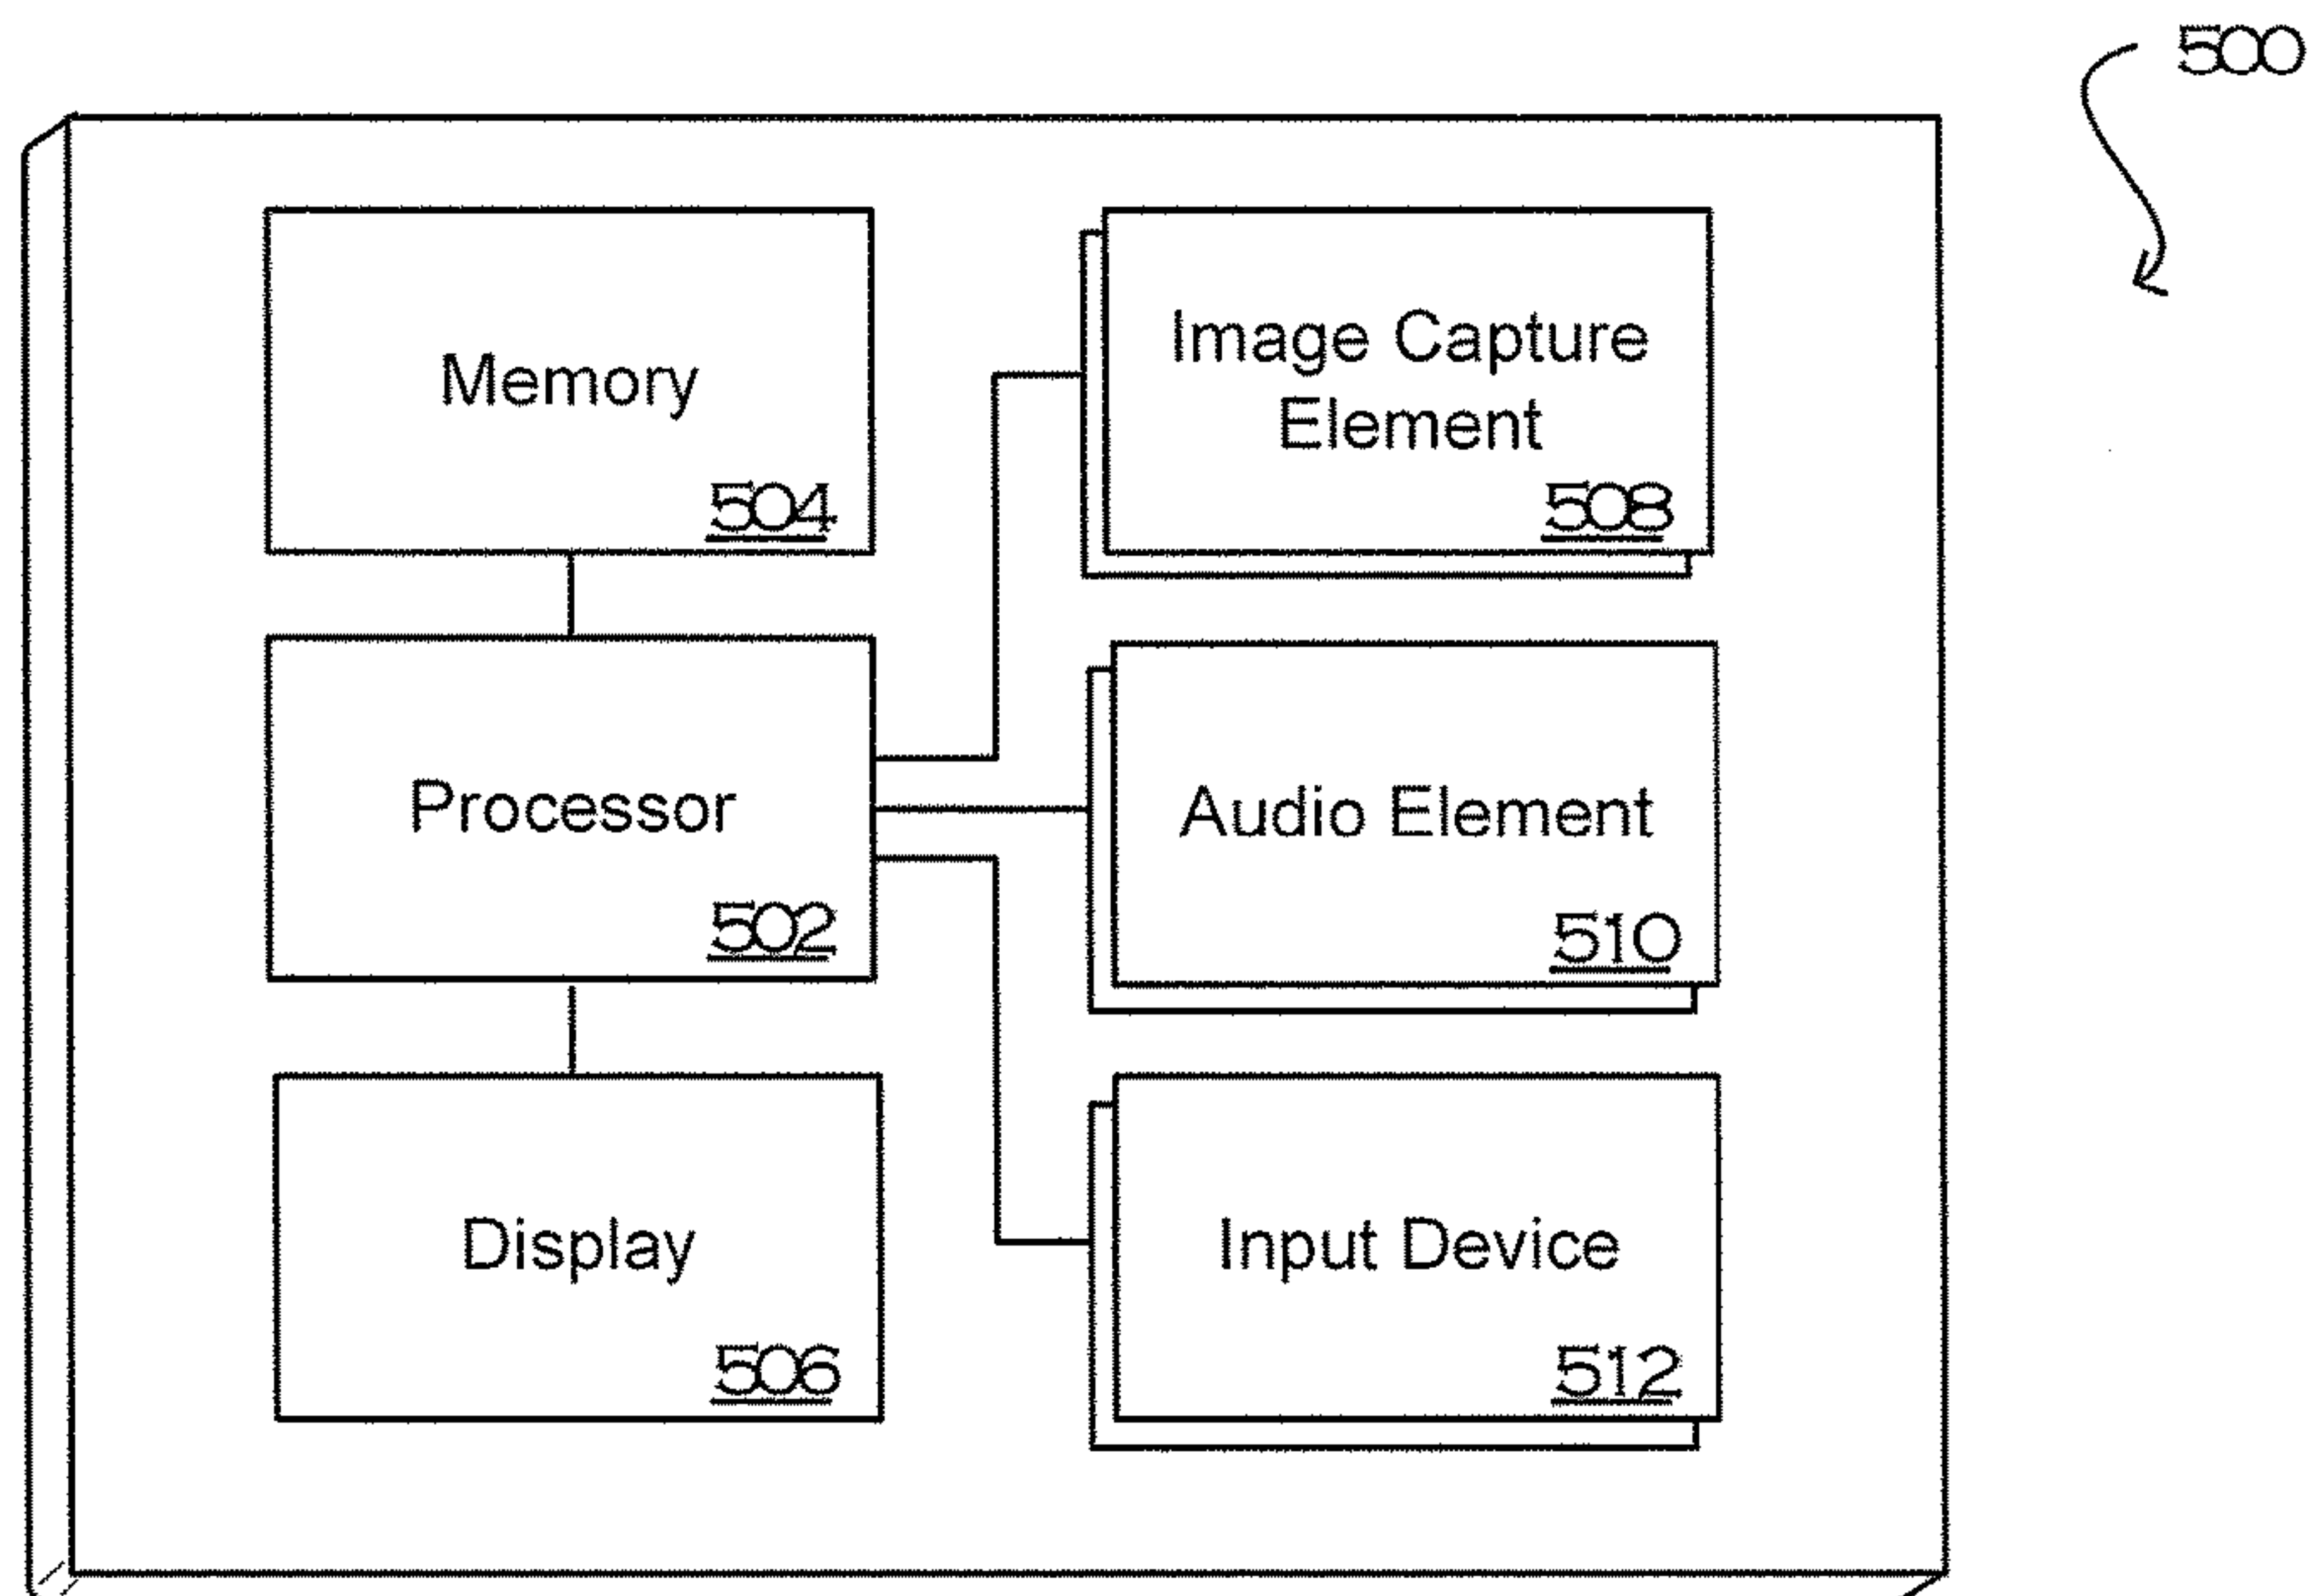 500
Memory
504
Image Capture
Element
508
Processor
502
Audio Element
510
Display
506
Input Device
512